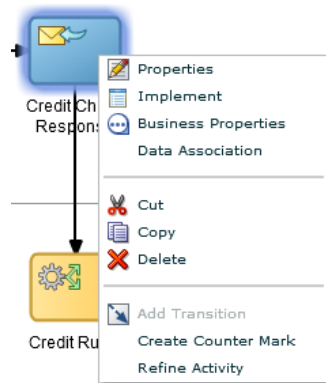 Credit Ch
Respons
Properties
Implement
Business Properties
Data Association
Cut
Copy
Delete
Add Transition
Create Counter Mark
Refine Activity
Credit Ru